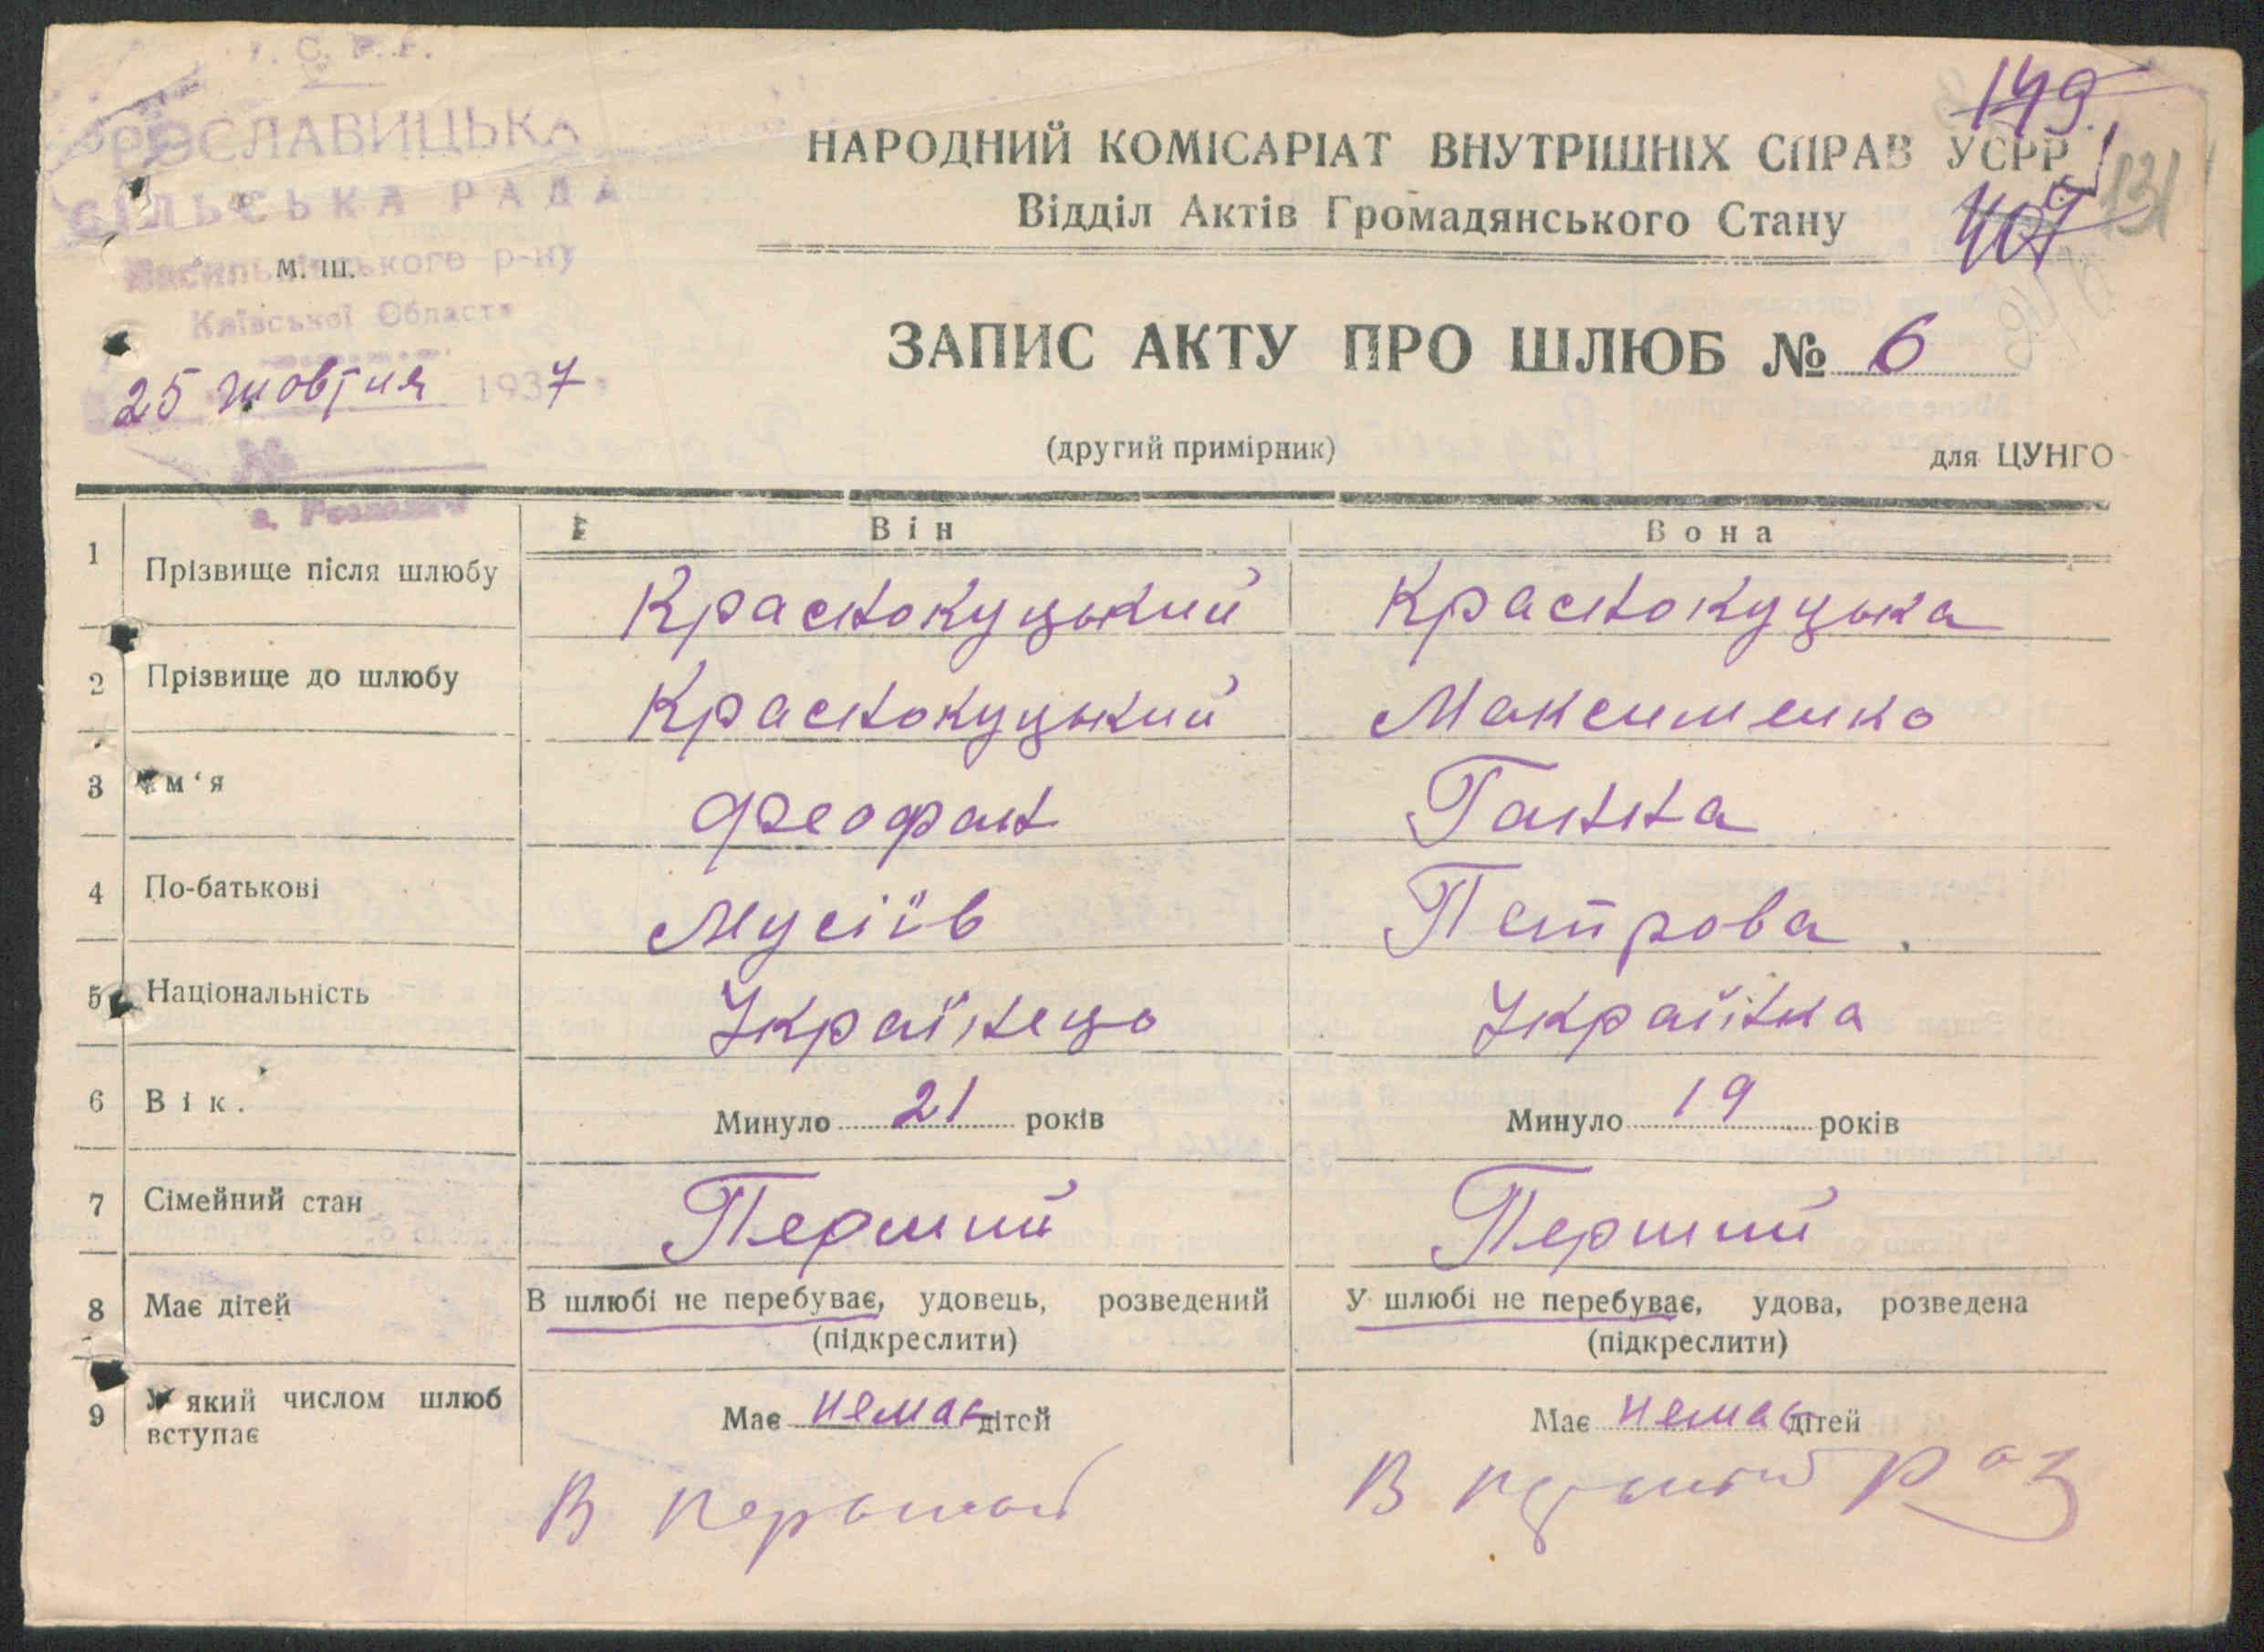 У. С. Р. Р.
РОСЛАВИЦЬКА
СІЛЬСЬКА РАДА
Васильківського р-ну
Київської Області
25 жовтня 1937
№
с. Рославичі
м. ш.
149
131
НАРОДНИЙ КОМІСАРІАТ ВНУТРІШНІХ СПРАВ УСРР
Відділ Актів Громадянського Стану
ЗАПИС АКТУ ПРО ШЛЮБ № 6
(другий примірник)
для ЦУНГО
Він Вона
1 Прізвище після шлюбу Краснокуцький Краснокуцька
2 Прізвище до шлюбу Краснокуцький Максименко
3 Ім‘я Феофан Ганна
4 По-батькові Мусіїв Петрова
5 Національність Українець Українка
6 Вік. Минуло 21 років Минуло 19 років
7 Сімейний стан Перший Перший
8 Має дітей В шлюбі не перебуває, удовець, розведений У шлюбі не перебуває, удова, розведена
(підкреслити) (підкреслити)
9 У який числом шлюб Має немає дітей Має немає дітей
вступає
В первий В раз